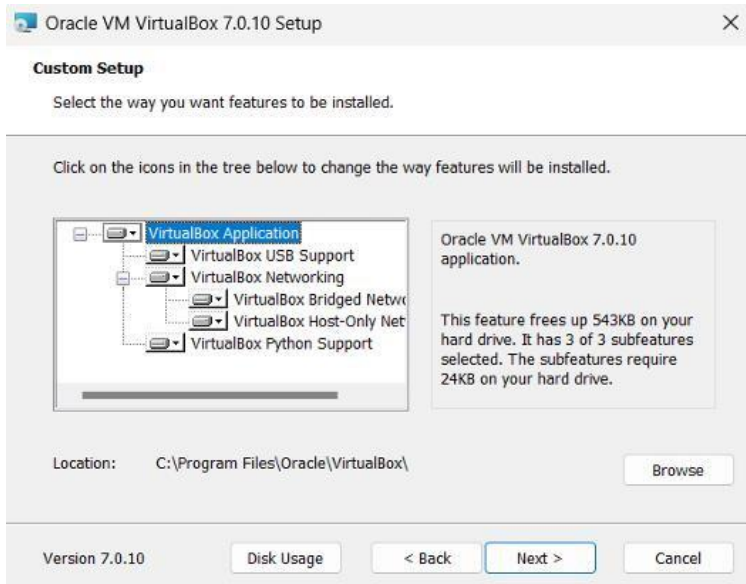 Oracle VM VirtualBox 7.0.10 Setup
Custom Setup
Select the way you want features to be installed.
Click on the icons in the tree below to change the way features will be installed.
VirtualBox Application
VirtualBox USB Support
VirtualBox Networking
VirtualBox Bridged Netwo
VirtualBox Host-Only Net
VirtualBox Python Support
Oracle VM VirtualBox 7.0.10
application.
This feature frees up 543KB on your
hard drive. It has 3 of 3 subfeatures
selected. The subfeatures require
24KB on your hard drive.
Location: C:\Program Files\Oracle\VirtualBox\
Browse
Version 7.0.10 Disk Usage < Back Next > Cancel